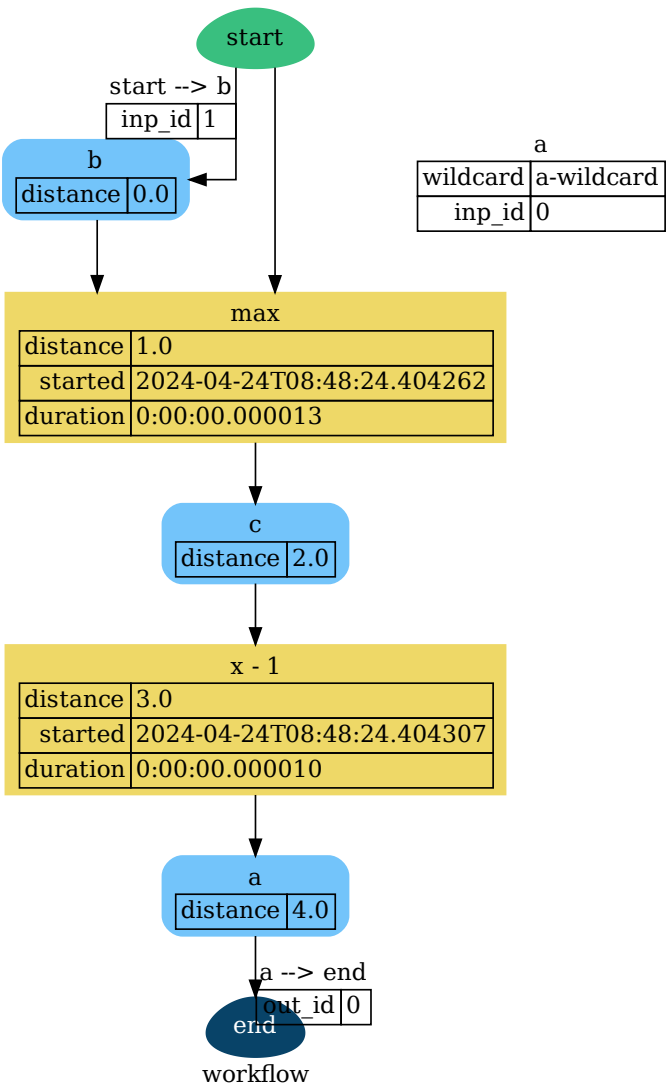 start
start --> b
inp_id 1
b
distance 0.0
a
wildcard a-wildcard
inp_id 0
max
distance 1.0
started 2024-04-24T08:48:24.404262
duration 0:00:00.000013
c
distance 2.0
x - 1
distance 3.0
started 2024-04-24T08:48:24.404307
duration 0:00:00.000010
a
distance 4.0
a --> end
out_id 0
end
workflow